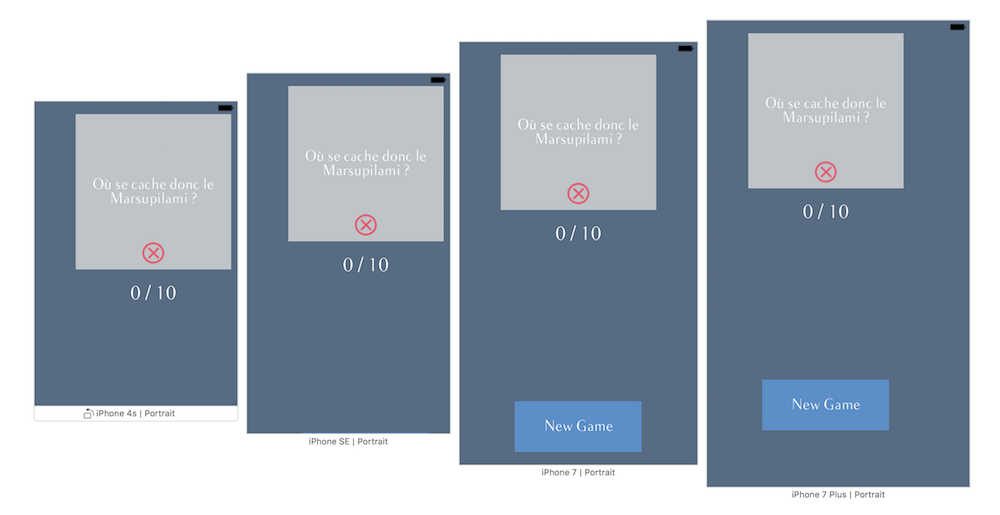 Où se cache donc le
Marsupilami ?
0 / 10
iPhone 4s | Portrait
Où se cache donc le
Marsupilami ?
0 / 10
iPhone SE | Portrait
Où se cache donc le
Marsupilami ?
0 / 10
New Game
iPhone 7 | Portrait
Où se cache donc le
Marsupilami ?
0 / 10
New Game
iPhone 7 Plus | Portrait